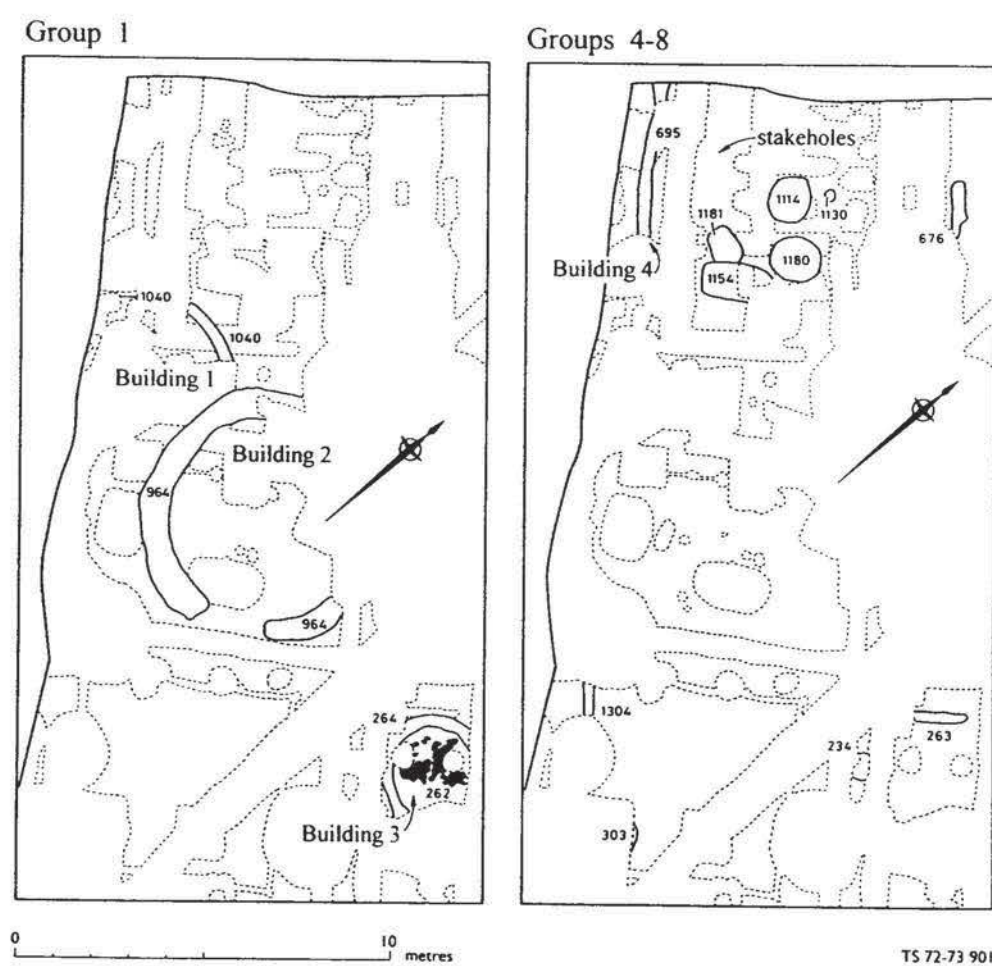 Group 1
1040
1040
Building 1
Building 2
964
964
264
262
Building 3
Groups 4-8
695
stakeholes
1114
1130
1181
676
Building 4
1180
1154
1304
263
234
303
0 10 metres
TS 72-73 901